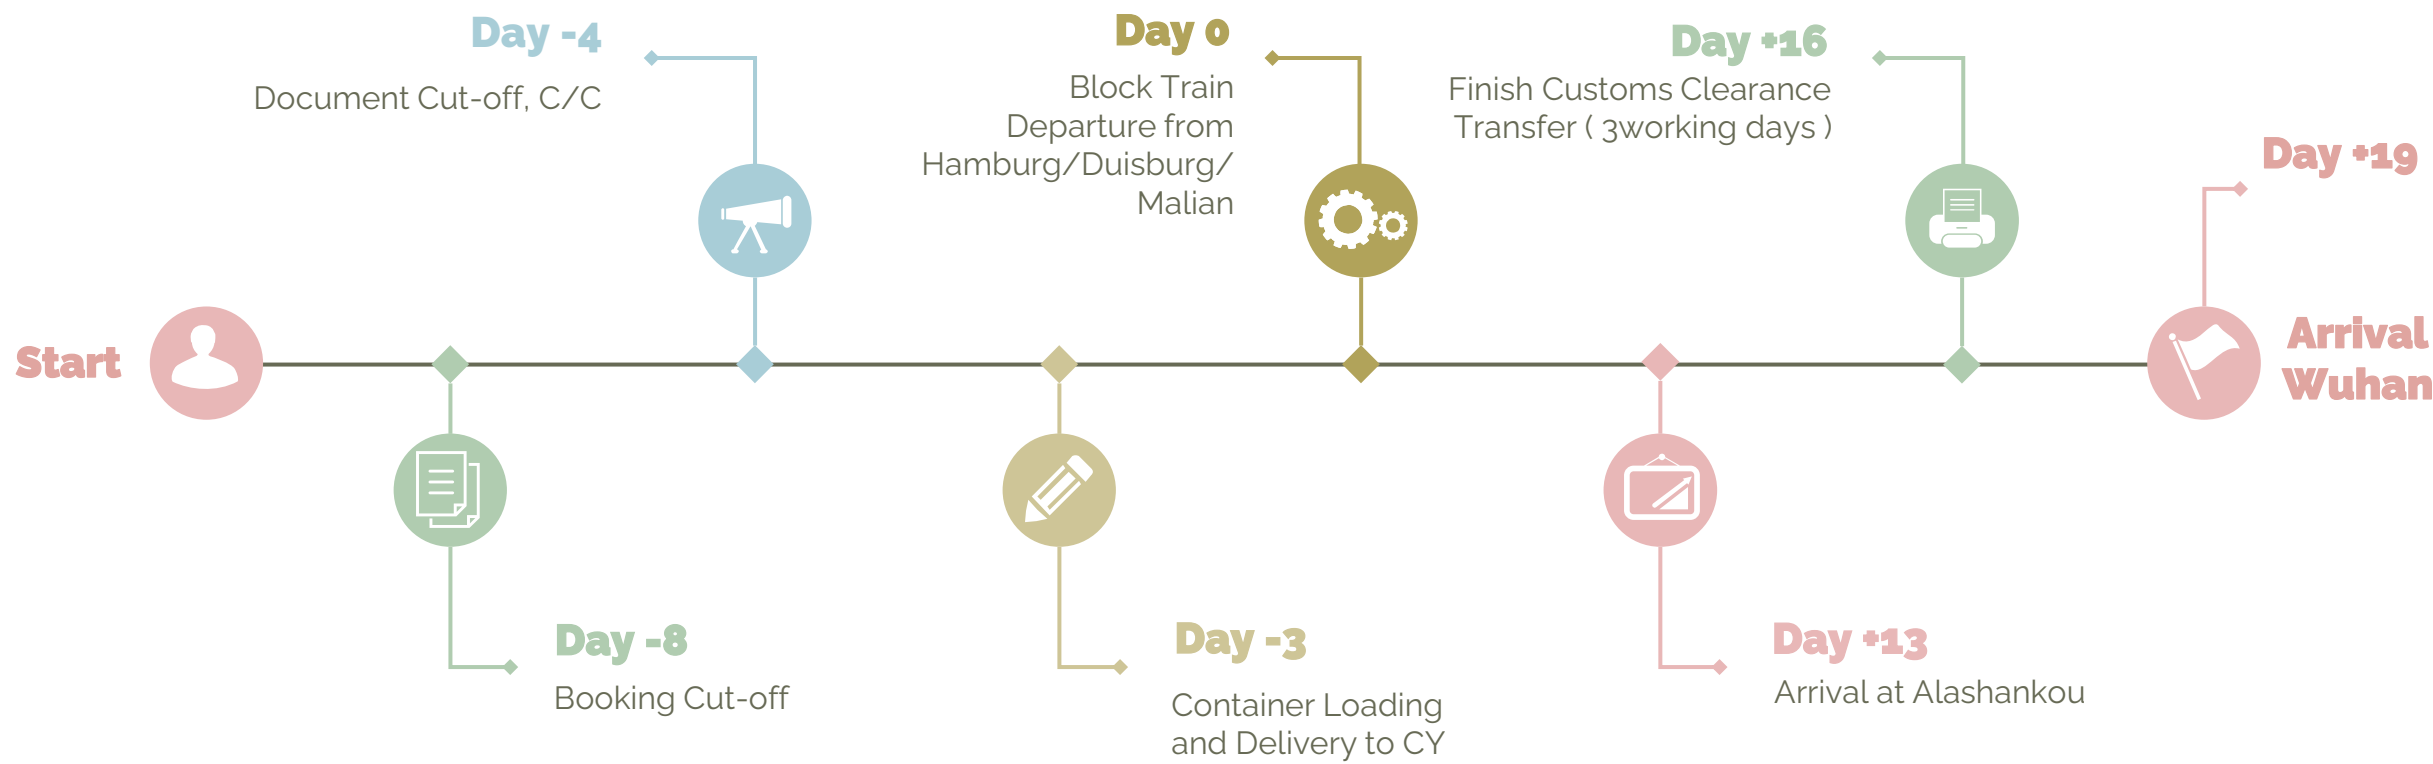 Start
Day -8
Booking Cut-off
Day -4
Document Cut-off, C/C
Day -3
Container Loading
and Delivery to CY
Day 0
Block Train
Departure from
Hamburg/Duisburg/
Malian
Day +13
Arrival at Alashankou
Day +16
Finish Customs Clearance
Transfer ( 3working days )
Day +19
Arrival
Wuhan